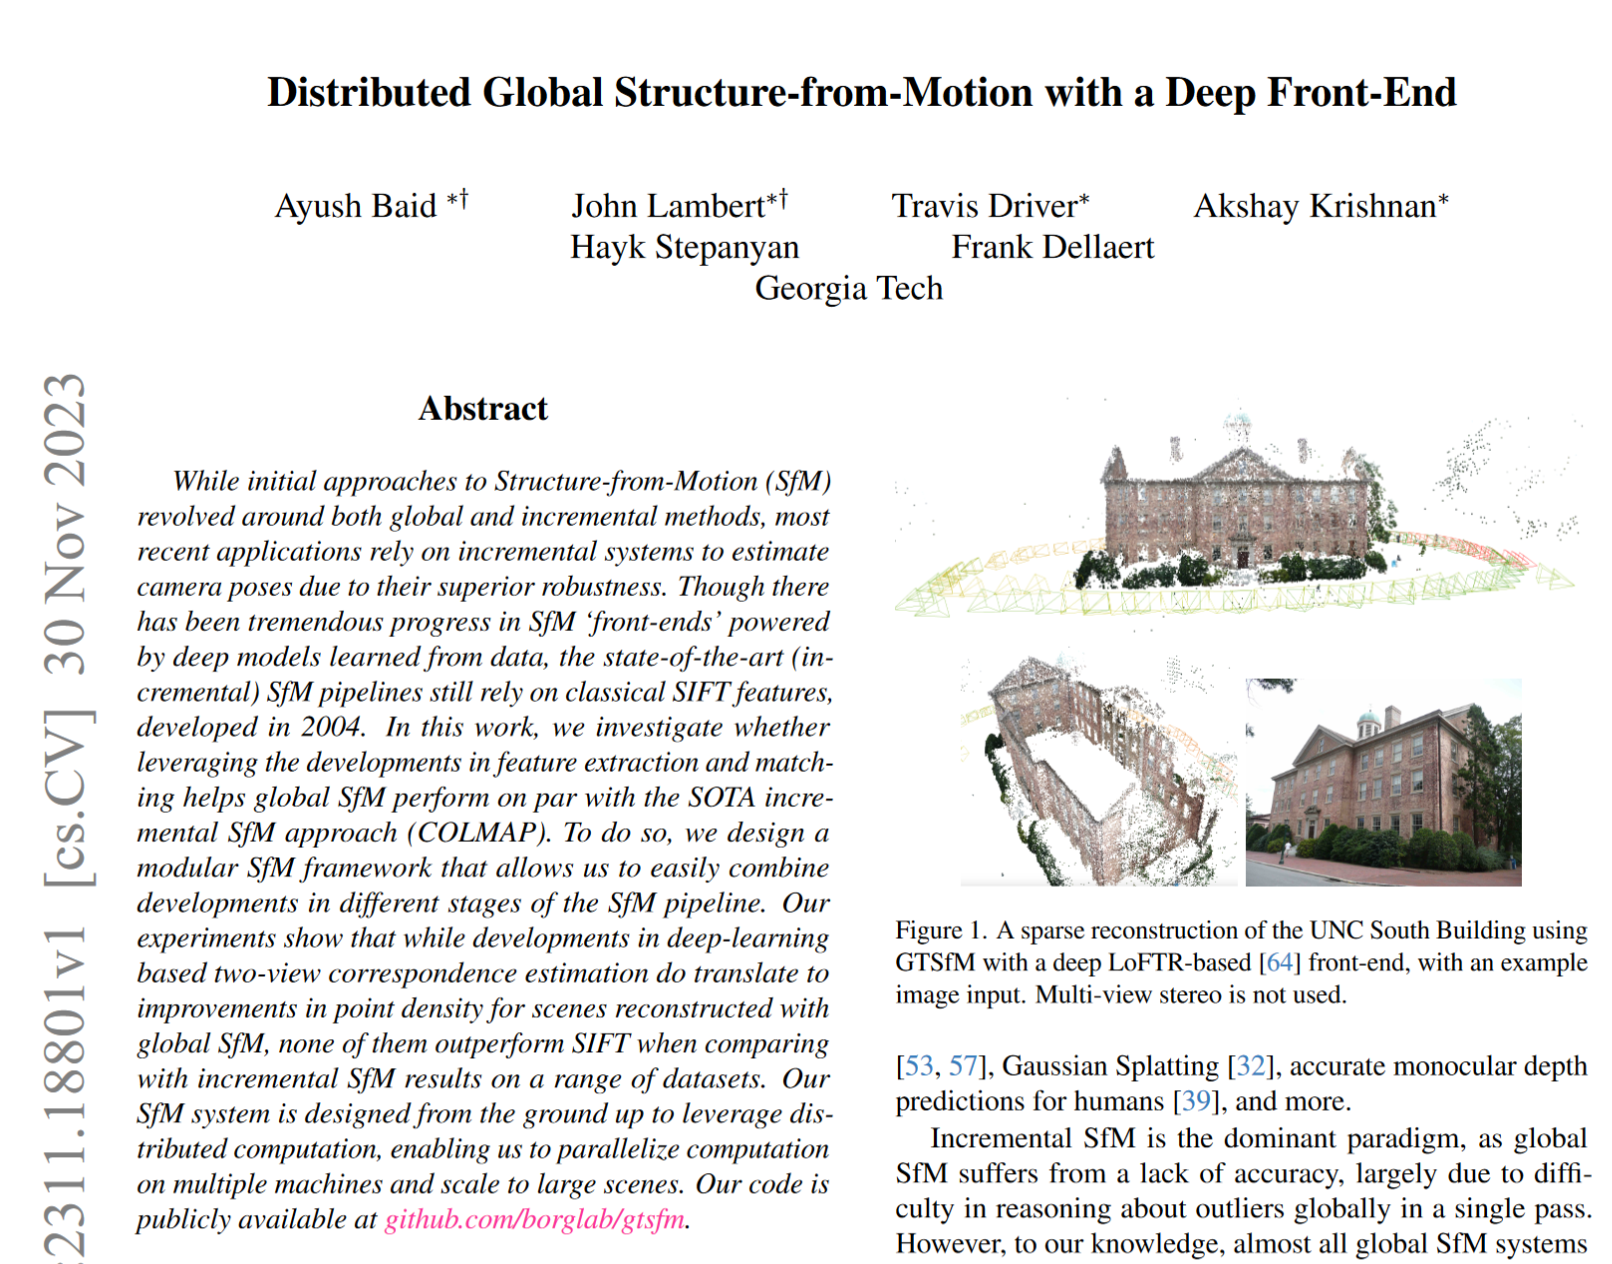 Distributed Global Structure-from-Motion with a Deep Front-End
Ayush Baid *† John Lambert*† Travis Driver* Akshay Krishnan*
Hayk Stepanyan Frank Dellaert
Georgia Tech
:2311.18801v1 [cs.CV] 30 Nov 2023
Abstract
While initial approaches to Structure-from-Motion (SfM)
revolved around both global and incremental methods, most
recent applications rely on incremental systems to estimate
camera poses due to their superior robustness. Though there
has been tremendous progress in SfM ‘front-ends’ powered
by deep models learned from data, the state-of-the-art (in-
cremental) SfM pipelines still rely on classical SIFT features,
developed in 2004. In this work, we investigate whether
leveraging the developments in feature extraction and match-
ing helps global SfM perform on par with the SOTA incre-
mental SfM approach (COLMAP). To do so, we design a
modular SfM framework that allows us to easily combine
developments in different stages of the SfM pipeline. Our
experiments show that while developments in deep-learning
based two-view correspondence estimation do translate to
improvements in point density for scenes reconstructed with
global SfM, none of them outperform SIFT when comparing
with incremental SfM results on a range of datasets. Our
SfM system is designed from the ground up to leverage dis-
tributed computation, enabling us to parallelize computation
on multiple machines and scale to large scenes. Our code is
publicly available at github.com/borglab/gtsfm.
Figure 1. A sparse reconstruction of the UNC South Building using
GTSfM with a deep LoFTR-based [64] front-end, with an example
image input. Multi-view stereo is not used.
[53, 57], Gaussian Splatting [32], accurate monocular depth
predictions for humans [39], and more.
Incremental SfM is the dominant paradigm, as global
SfM suffers from a lack of accuracy, largely due to diffi-
culty in reasoning about outliers globally in a single pass.
However, to our knowledge, almost all global SfM systems